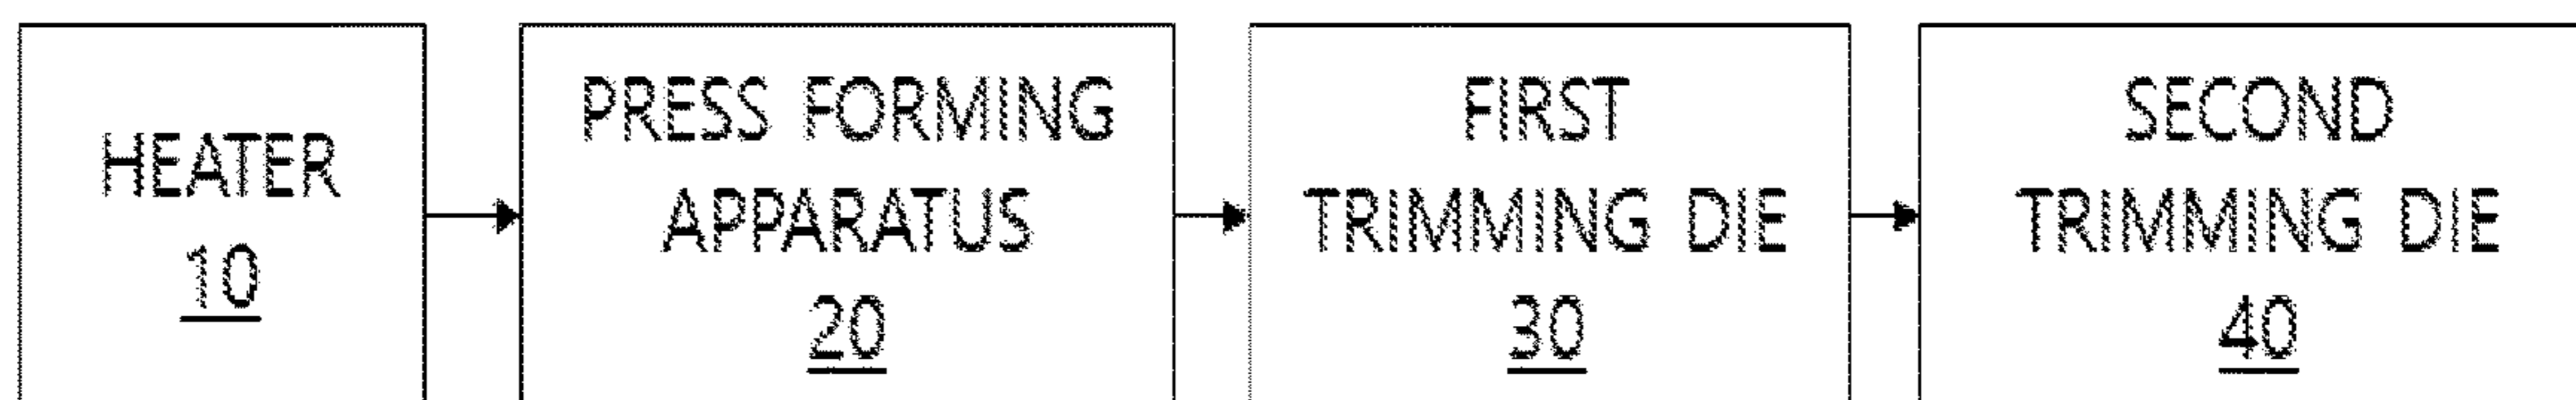 HEATER
10
PRESS FORMING
APPARATUS
20
FIRST
TRIMMING DIE
30
SECOND
TRIMMING DIE
40